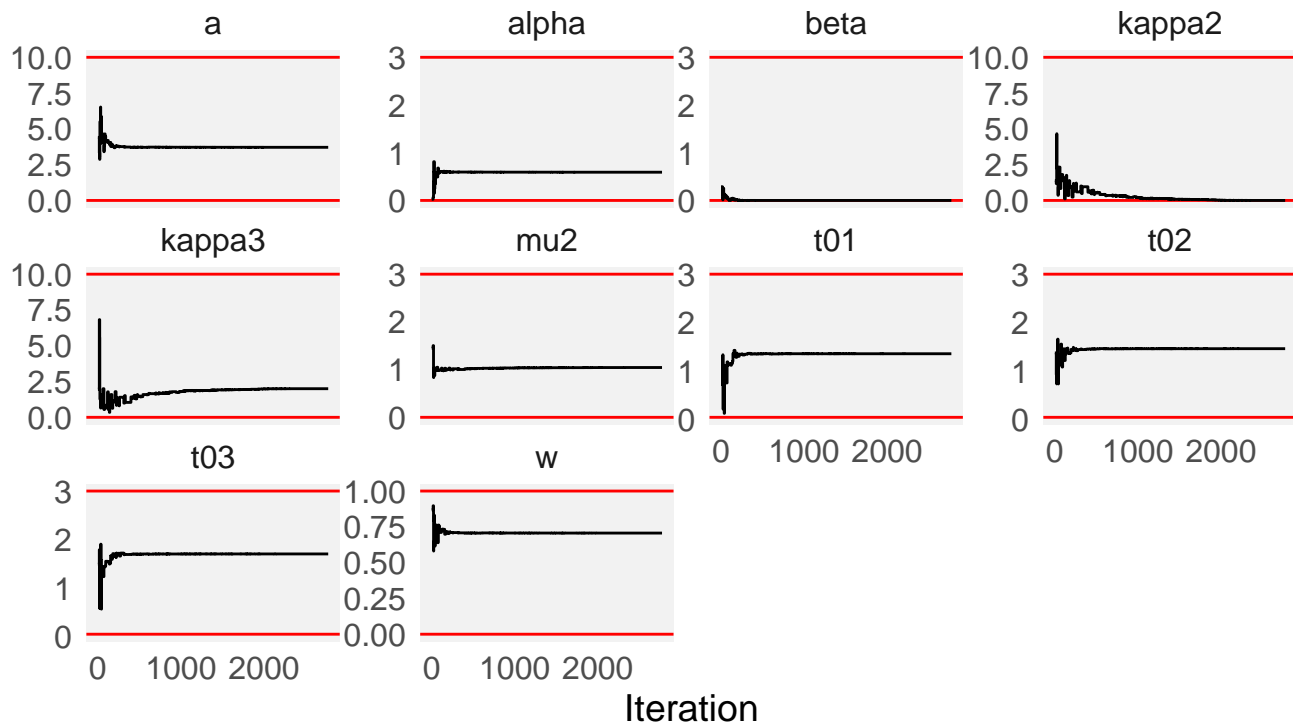 a alpha beta kappa2
10.0 3 3 10.0
7.5 2 2 7.5
5.0 1 1 5.0
2.5 0 0 2.5
0.0 0.0
kappa3 mu2 t01 t02
10.0 3 3 3
7.5 2 2 2
5.0 1 1 1
2.5 0 0 0
0.0
0 1000 2000 0 1000 2000
t03 w
3 1.00
2 0.75
1 0.50
0 0.25
0.00
0 1000 2000 0 1000 2000
Iteration